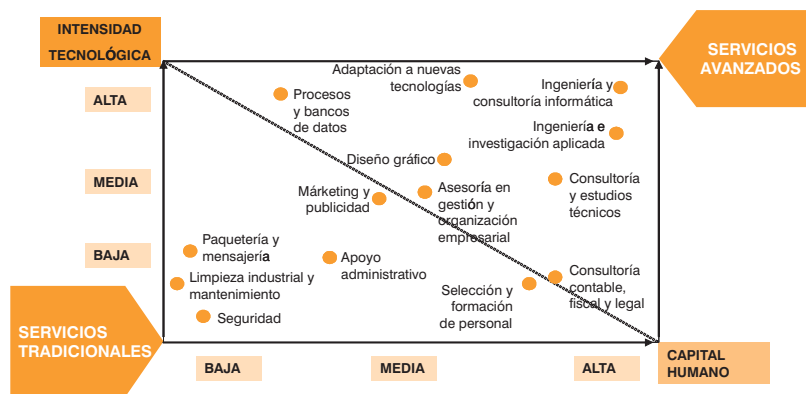 INTENSIDAD
TECNOLÓGICA
SERVICIOS
AVANZADOS
Adaptación a nuevas
tecnologías
Ingeniería y
consultoría informática
ALTA
Procesos
y bancos
de datos
Ingeniería e
investigación aplicada
Diseño gráfico
MEDIA
Márketing y
publicidad
Asesoría en
gestión y
organización
empresarial
Consultoría
y estudios
técnicos
BAJA
Paquetería y
mensajería
Apoyo
administrativo
Limpieza industrial y
mantenimiento
Selección y
formación
de personal
Consultoría
contable,
fiscal y legal
Seguridad
SERVICIOS
TRADICIONALES
BAJA
MEDIA
ALTA
CAPITAL
HUMANO